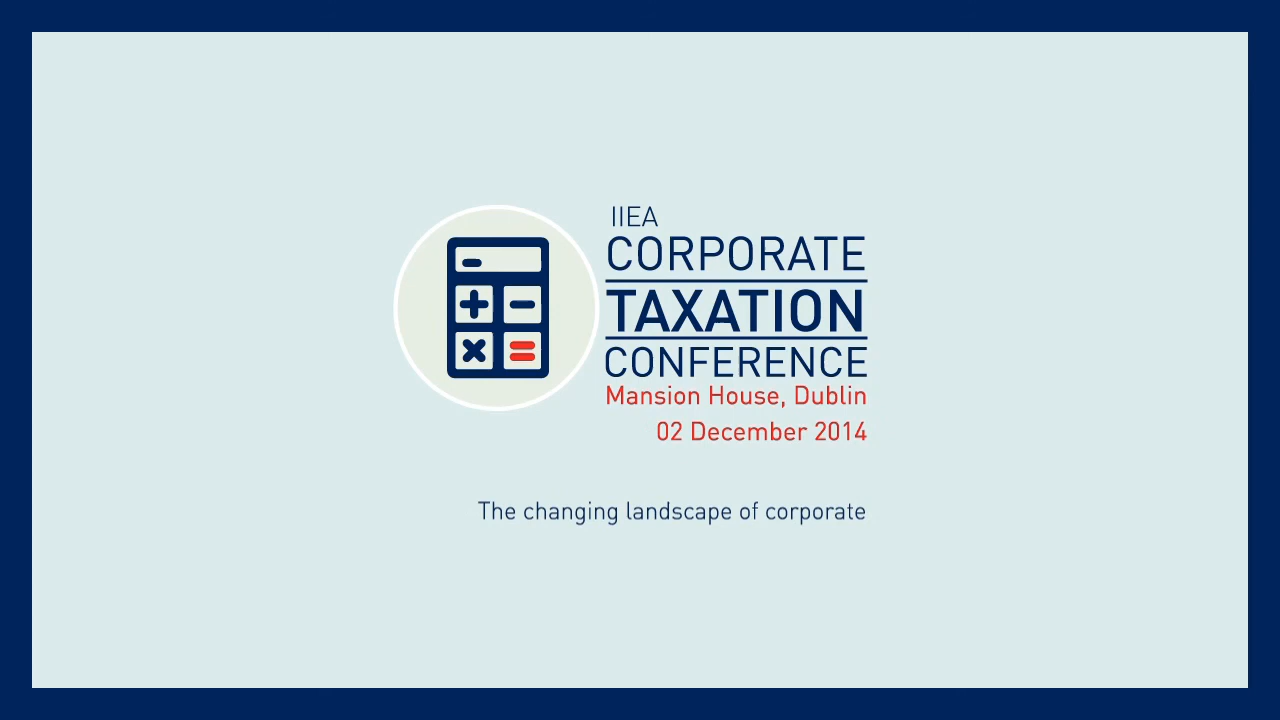 IIEA
CORPORATE
TAXATION
CONFERENCE
Mansion House, Dublin
02 December 2014
The changing landscape of corporate